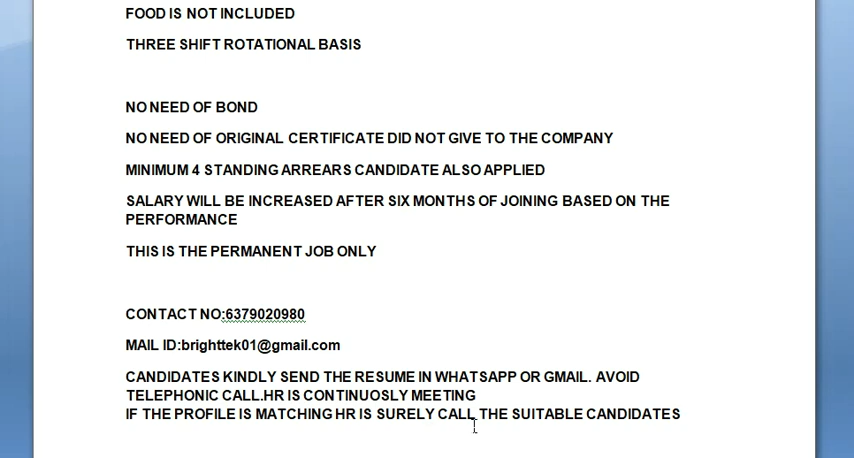 FOOD IS NOT INCLUDED
THREE SHIFT ROTATIONAL BASIS
NO NEED OF BOND
NO NEED OF ORIGINAL CERTIFICATE DID NOT GIVE TO THE COMPANY
MINIMUM 4 STANDING ARREARS CANDIDATE ALSO APPLIED
SALARY WILL BE INCREASED AFTER SIX MONTHS OF JOINING BASED ON THE
PERFORMANCE
THIS IS THE PERMANENT JOB ONLY
CONTACT NO:6379020980
MAIL ID:brighttek01@gmail.com
CANDIDATES KINDLY SEND THE RESUME IN WHATSAPP OR GMAIL. AVOID
TELEPHONIC CALL.HR IS CONTINUOSLY MEETING
IF THE PROFILE IS MATCHING HR IS SURELY CALL THE SUITABLE CANDIDATES